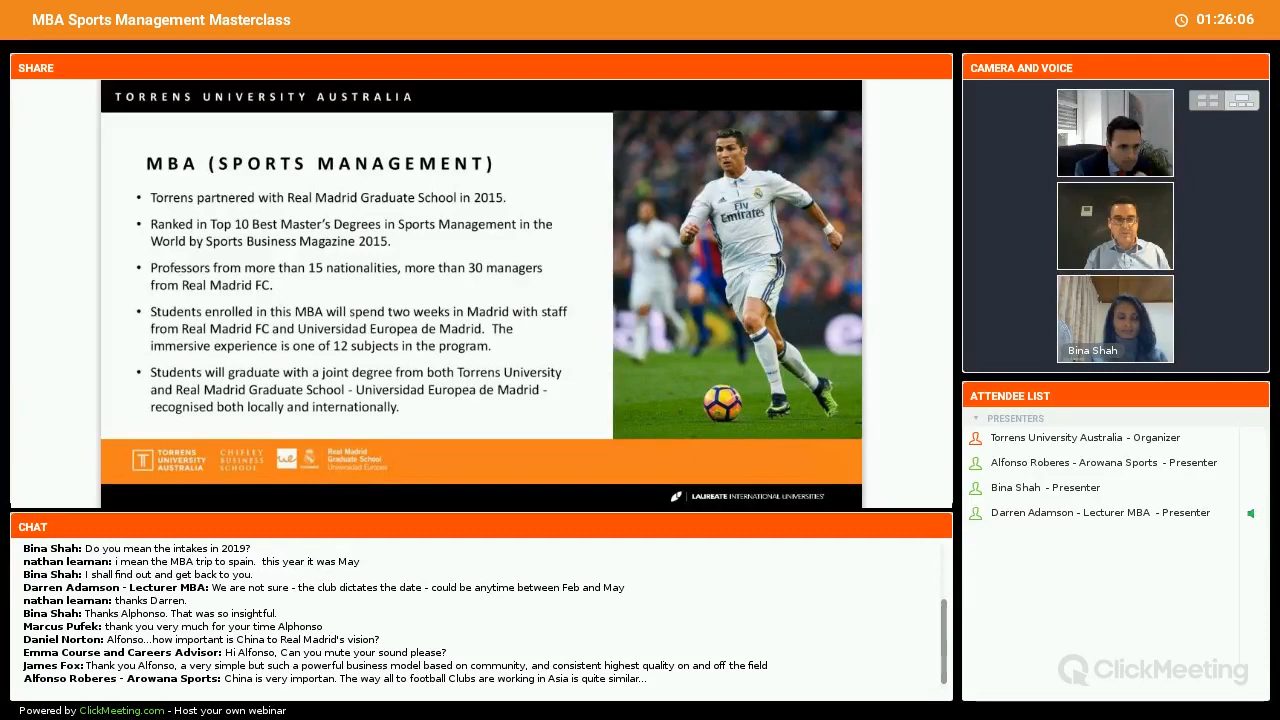 MBA Sports Management Masterclass
01:26:06
SHARE
TORRENS UNIVERSITY AUSTRALIA
MBA (SPORTS MANAGEMENT)
• Torrens partnered with Real Madrid Graduate School in 2015.
• Ranked in Top 10 Best Master's Degrees in Sports Management in the
World by Sports Business Magazine 2015.
• Professors from more than 15 nationalities, more than 30 managers
from Real Madrid FC.
• Students enrolled in this MBA will spend two weeks in Madrid with staff
from Real Madrid FC and Universidad Europea de Madrid. The
immersive experience is one of 12 subjects in the program.
• Students will graduate with a joint degree from both Torrens University
and Real Madrid Graduate School - Universidad Europea de Madrid -
recognised both locally and internationally.
Fly
Emirates
TORRENS
UNIVERSITY
AUSTRALIA
CHIFLEY
BUSINESS
SCHOOL
ue
Real Madrid
Graduate School
Universidad Europea
LAUREATE INTERNATIONAL UNIVERSITIES
CAMERA AND VOICE
Bina Shah
ATTENDEE LIST
PRESENTERS
Torrens University Australia - Organizer
Alfonso Roberes - Arowana Sports - Presenter
Bina Shah - Presenter
Darren Adamson - Lecturer MBA - Presenter
CHAT
Bina Shah: Do you mean the intakes in 2019?
nathan leaman: i mean the MBA trip to spain. this year it was May
Bina Shah: I shall find out and get back to you.
Darren Adamson - Lecturer MBA: We are not sure - the club dictates the date - could be anytime between Feb and May
nathan leaman: thanks Darren.
Bina Shah: Thanks Alphonso. That was so insightful.
Marcus Pufek: thank you very much for your time Alphonso
Daniel Norton: Alfonso...how important is China to Real Madrid's vision?
Emma Course and Careers Advisor: Hi Alfonso, Can you mute your sound please?
James Fox: Thank you Alfonso, a very simple but such a powerful business model based on community, and consistent highest quality on and off the field
Alfonso Roberes - Arowana Sports: China is very importan. The way all to football Clubs are working in Asia is quite similar...
ClickMeeting
Powered by ClickMeeting.com - Host your own webinar